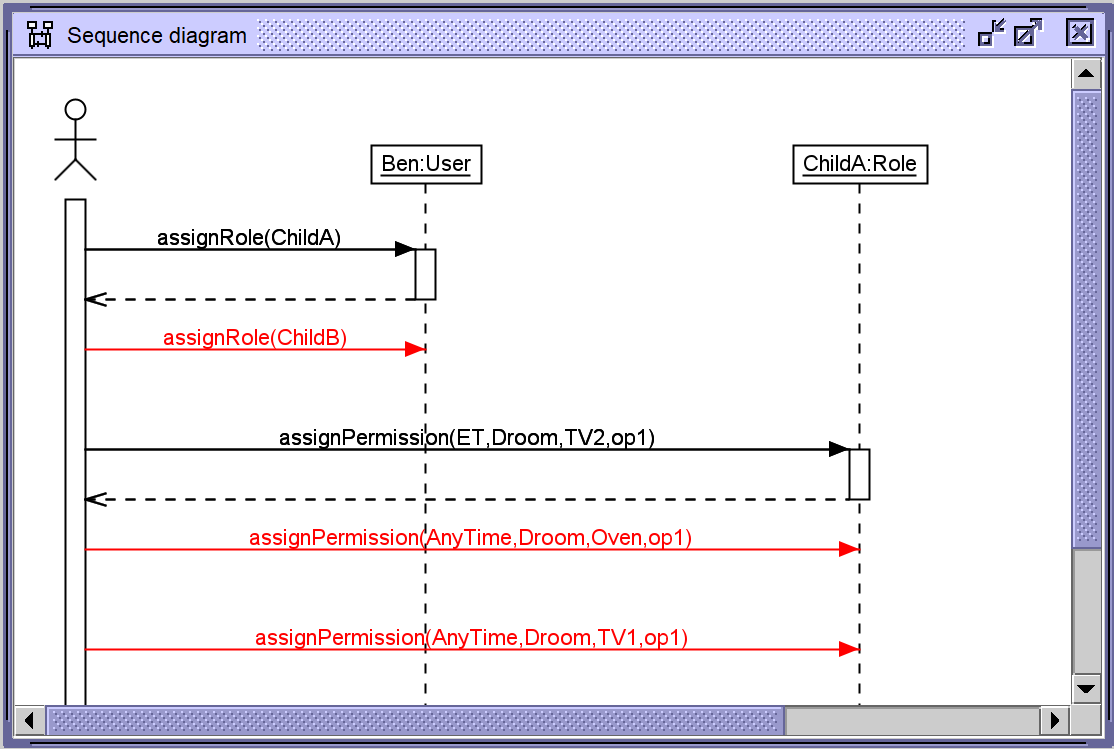 Sequence diagram
Ben:User
ChildA:Role
assignRole(ChildA)
assignRole(ChildB)
assignPermission(ET,Droom,TV2,op1)
assignPermission(AnyTime,Droom,Oven,op1)
assignPermission(AnyTime,Droom,TV1,op1)